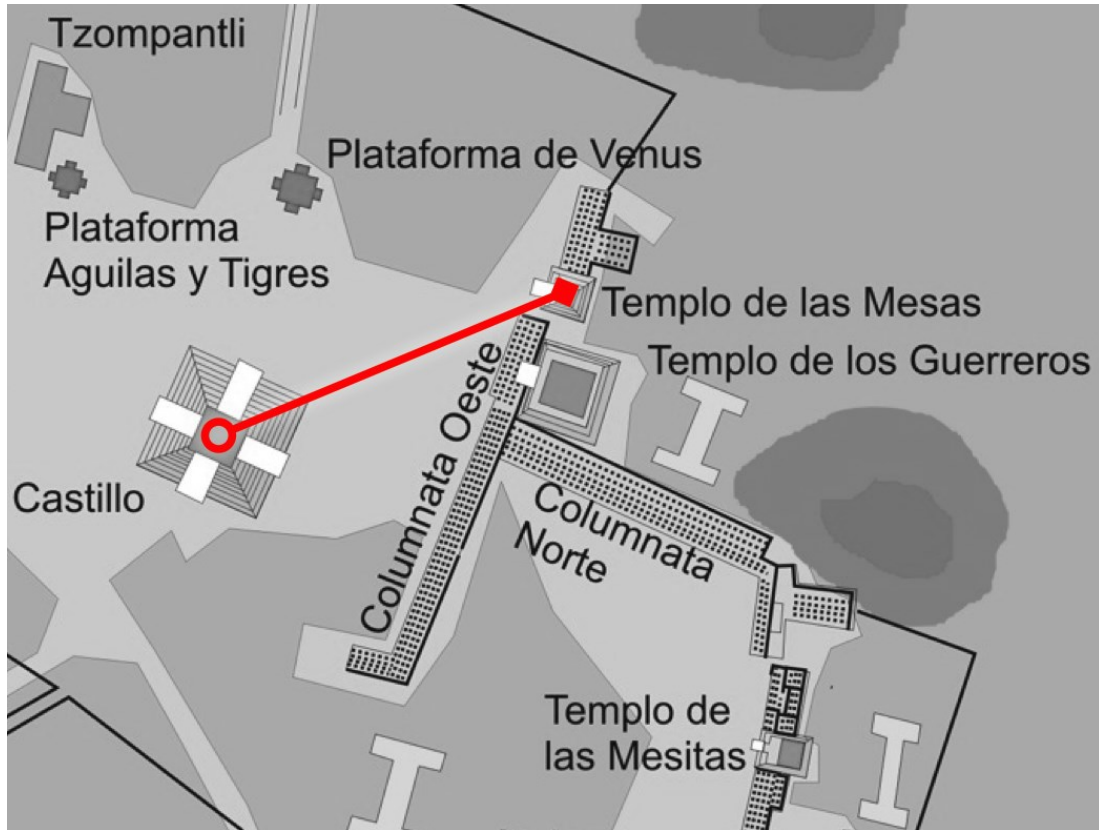 Tzompantli
Plataforma de Venus
Plataforma
Aguilas y Tigres
Templo de las Mesas
Templo de los Guerreros
Columnata Oeste
Castillo
Columnata
Norte
Templo de
las Mesitas